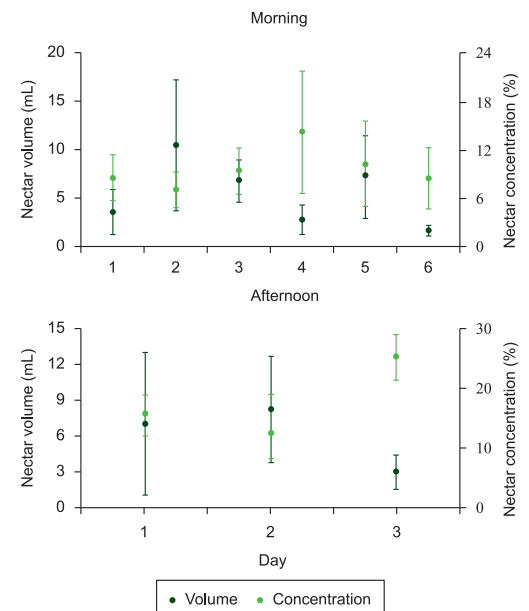 Morning
Nectar volume (mL)
20
15
10
5
0
Nectar concentration (%)
24
18
12
6
0
1 2 3 4 5 6
Afternoon
Nectar volume (mL)
15
12
9
6
3
0
Nectar concentration (%)
30
20
10
0
1 2 3
Day
Volume Concentration